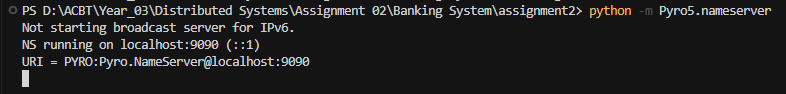 PS D:\ACBT\Year_03\Distributed Systems\Assignment 02\Banking System\assignment2> python -m Pyro5.nameserver
Not starting broadcast server for IPv6.
NS running on localhost:9090 (::1)
URI = PYRO:Pyro.NameServer@localhost:9090